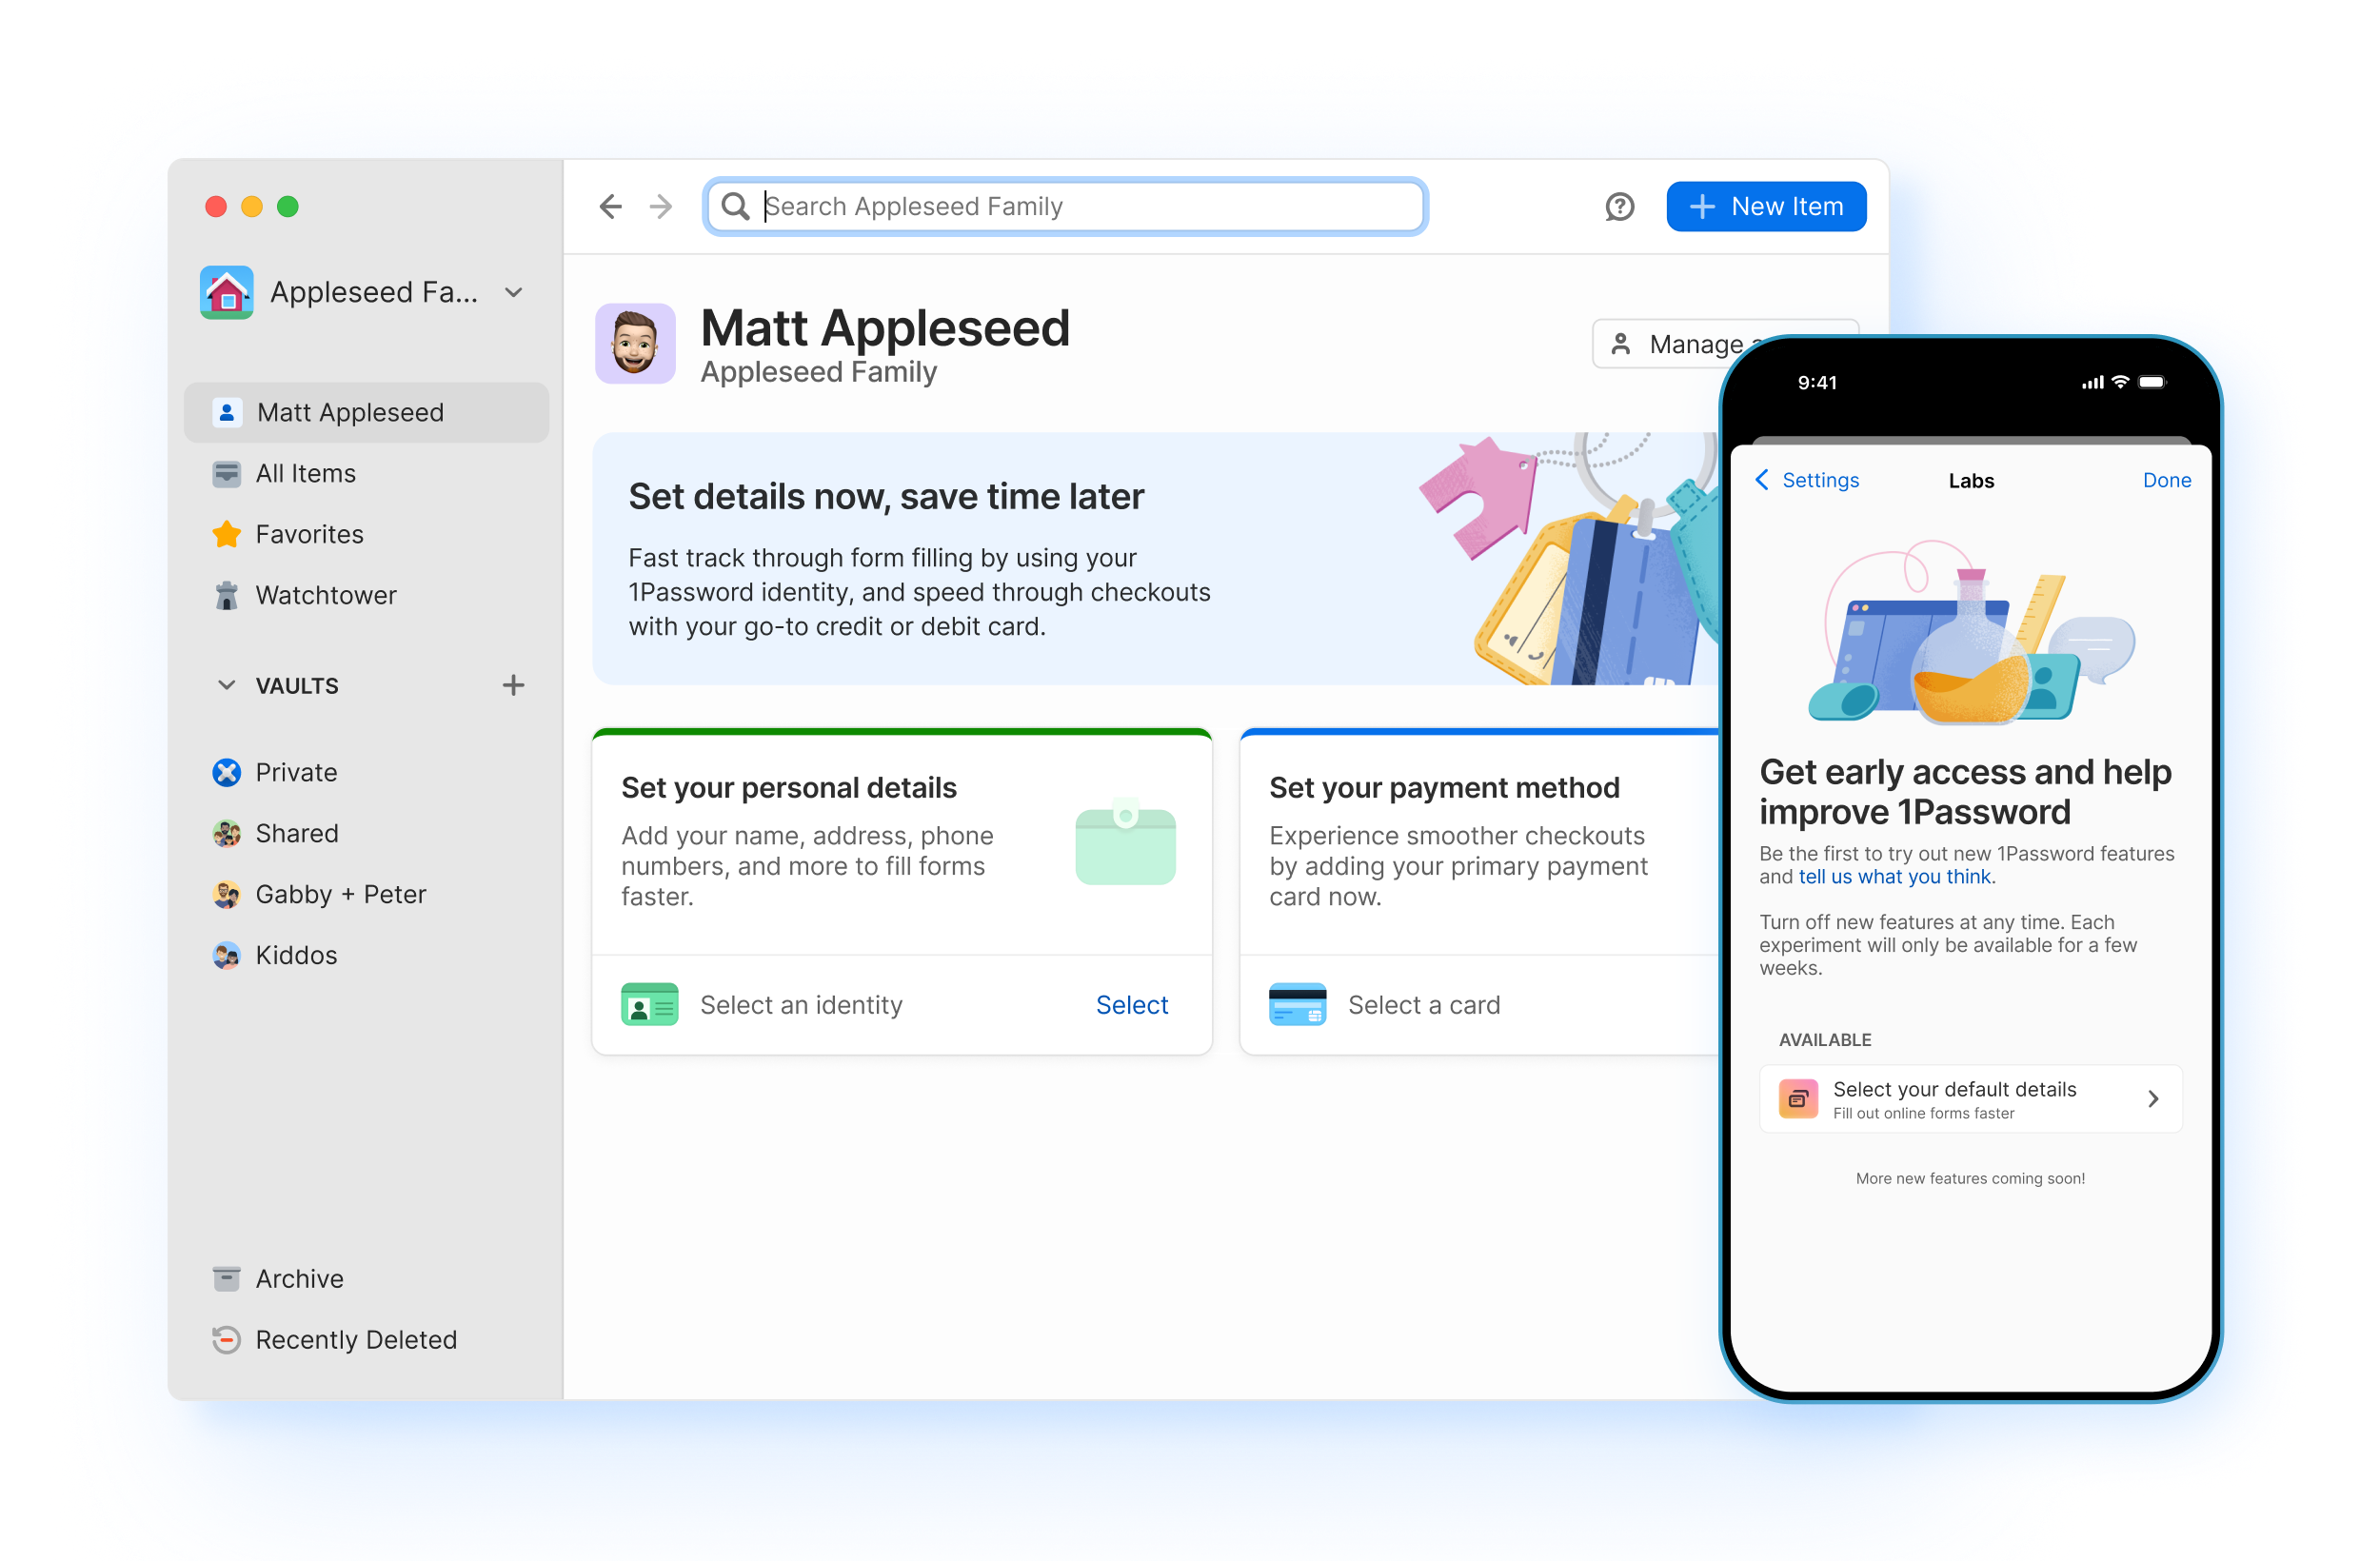 Appleseed Fa...
Matt Appleseed
All Items
Favorites
Watchtower
VAULTS
Private
Shared
Gabby + Peter
Kiddos
Archive
Recently Deleted
Search Appleseed Family
New Item
Matt Appleseed
Appleseed Family
Manage
Set details now, save time later
Fast track through form filling by using your
1Password identity, and speed through checkouts
with your go-to credit or debit card.
Set your personal details
Add your name, address, phone
numbers, and more to fill forms
faster.
Select an identity
Select
Set your payment method
Experience smoother checkouts
by adding your primary payment
card now.
Select a card
9:41
Settings
Labs
Done
Get early access and help
improve 1Password
Be the first to try out new 1Password features
and tell us what you think.
Turn off new features at any time. Each
experiment will only be available for a few
weeks.
AVAILABLE
Select your default details
Fill out online forms faster
More new features coming soon!